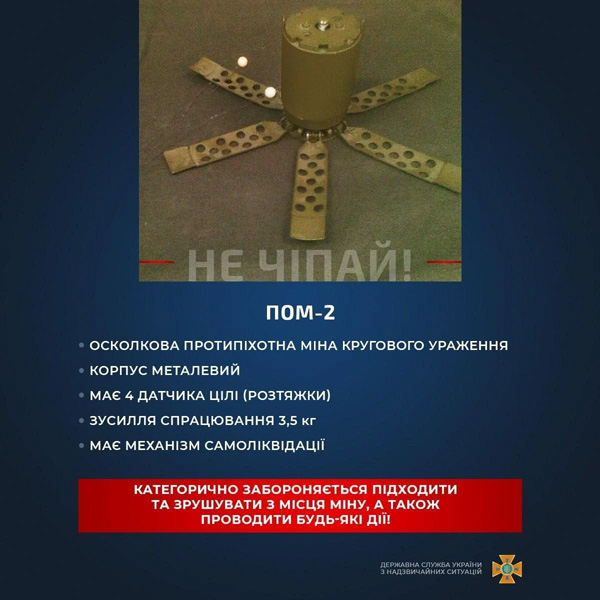 НЕ ЧІПАЙ!
ПОМ-2
ОСКОЛКОВА ПРОТИПІХОТНА МІНА КРУГОВОГО УРАЖЕННЯ
КОРПУС МЕТАЛЕВИЙ
МАЄ 4 ДАТЧИКА ЦІЛІ (РОЗТЯЖКИ)
ЗУСИЛЛЯ СПРАЦЮВАННЯ 3,5 кг
МАЄ МЕХАНІЗМ САМОЛІКВІДАЦІЇ
КАТЕГОРИЧНО ЗАБОРОНЯЄТЬСЯ ПІДХОДИТИ
ТА ЗРУШУВАТИ З МІСЦЯ МІНУ, А ТАКОЖ
ПРОВОДИТИ БУДЬ-ЯКІ ДІЇ!
ДЕРЖАВНА СЛУЖБА УКРАЇНИ
З НАДЗВИЧАЙНИХ СИТУАЦІЙ